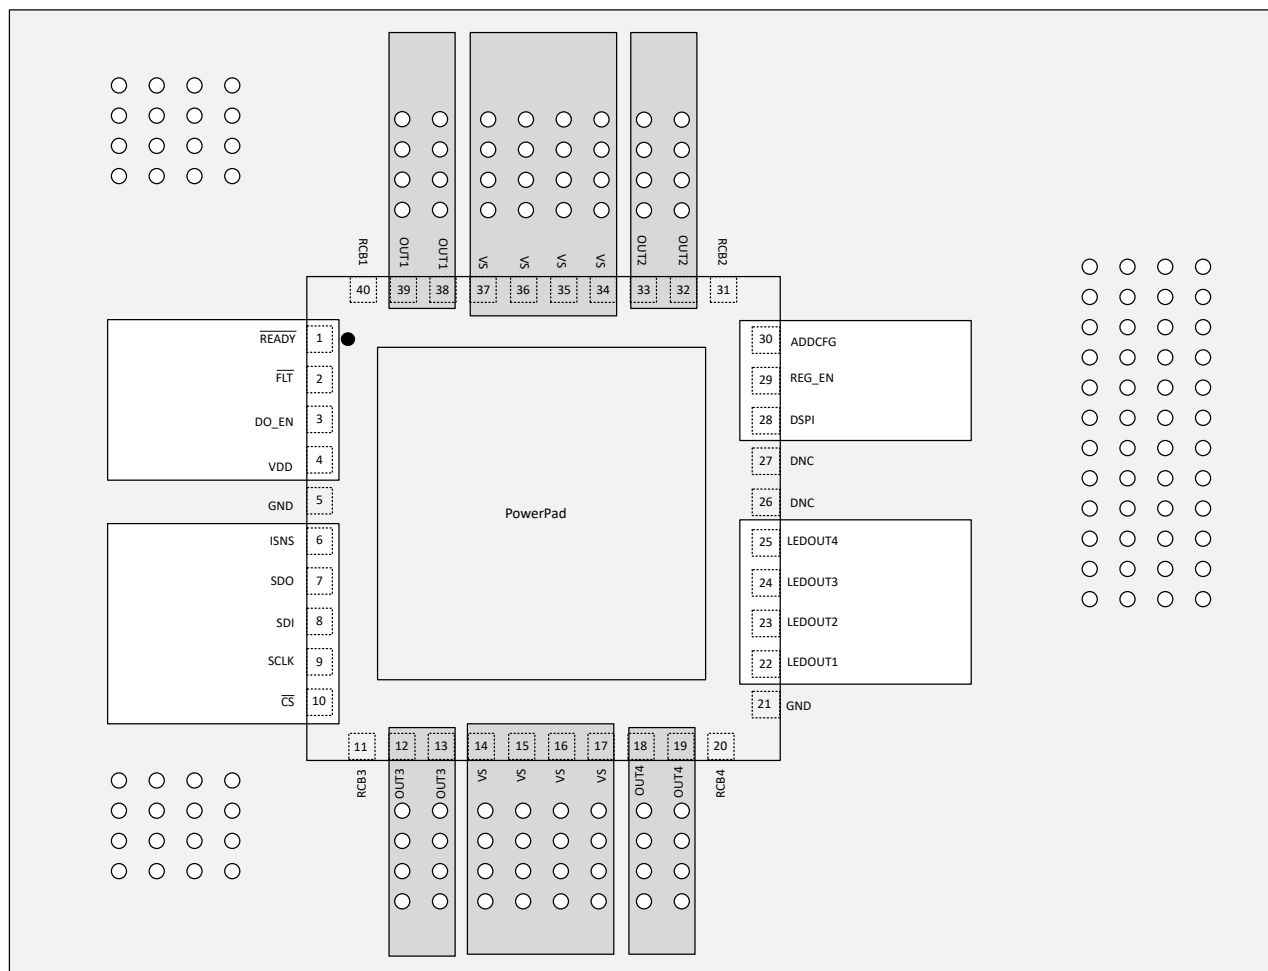 RCB1
OUT1
OUT1
VS
VS
VS
VS
OUT2
OUT2
RCB2
40
39
38
37
36
35
34
33
32
31
READY 1
FLT 2
DO_EN 3
VDD 4
GND 5
ISNS 6
SDO 7
SDI 8
SCLK 9
CS 10
PowerPad
30 ADDCFG
29 REG_EN
28 DSPI
27 DNC
26 DNC
25 LEDOUT4
24 LEDOUT3
23 LEDOUT2
22 LEDOUT1
21 GND
11
12
13
14
15
16
17
18
19
20
RCB3
OUT3
OUT3
VS
VS
VS
VS
OUT4
OUT4
RCB4